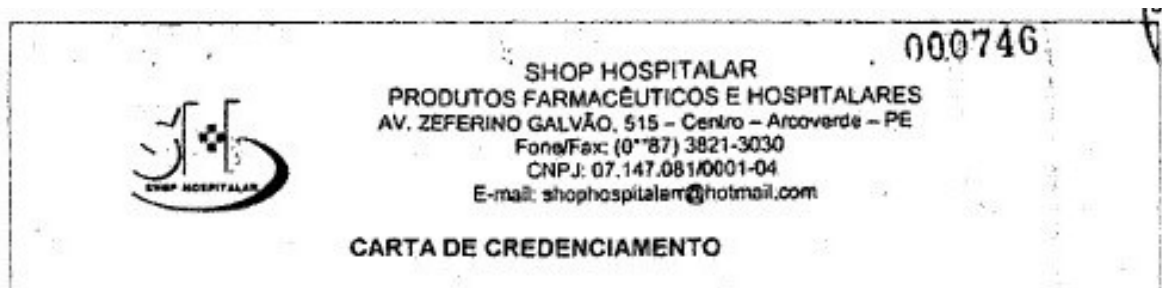 000746
SHOP HOSPITALAR
PRODUTOS FARMACÊUTICOS E HOSPITALARES
AV. ZEFERINO GALVÃO, 515 – Centro – Arcoverde – PE
Fone/Fax: (0**87) 3821-3030
CNPJ: 07.147.081/0001-04
E-mail: shophospitalarr@hotmail.com
SHOP HOSPITALAR
CARTA DE CREDENCIAMENTO